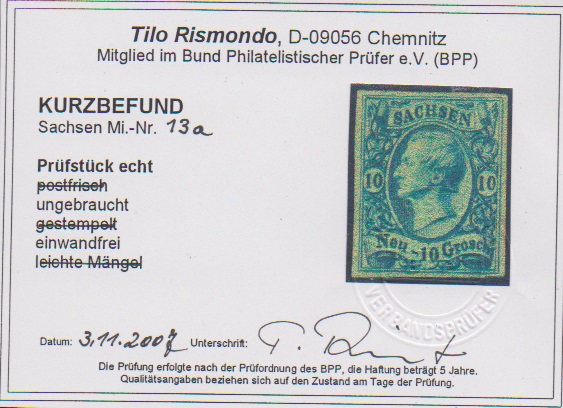 Tilo Rismondo, D-09056 Chemnitz
Mitglied im Bund Philatelistischer Prüfer e.V. (BPP)
KURZBEFUND
Sachsen Mi.-Nr. 13a
Prüfstück echt
postfrisch
ungebraucht
gestempelt
einwandfrei
leichte Mängel
SACHSEN
10 10
Neu-10 Grosch
VERBANDSPRÜFER
Datum: 3.11.2007 Unterschrift:
Die Prüfung erfolgte nach der Prüfordnung des BPP, die Haftung beträgt 5 Jahre.
Qualitätsangaben beziehen sich auf den Zustand am Tage der Prüfung.